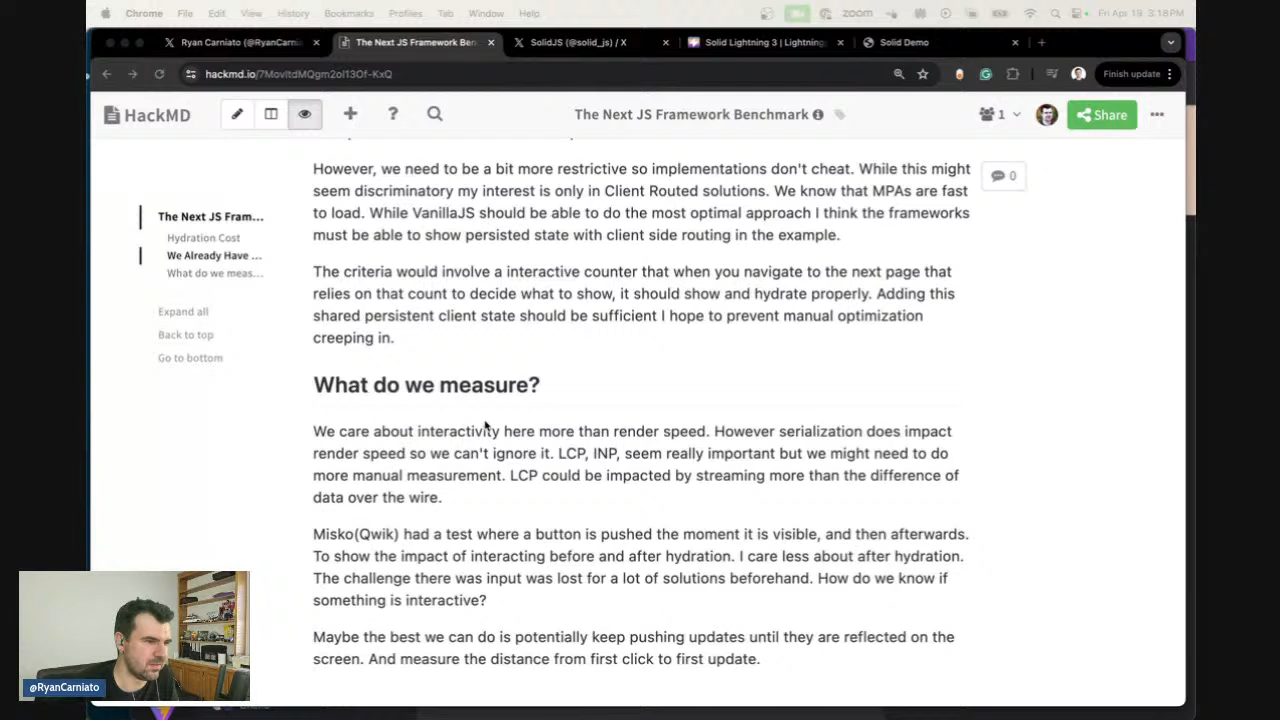 Chrome File Edit View History Bookmarks Profiles Tab Window Help zoom Fri Apr 19 3:18 PM
Ryan Carniato (@RyanCarni The Next JS Framework Ben SolidJS (@solid_js) / X Solid Lightning 3 | Lightning Solid Demo
hackmd.io/7MovltdMQgm2oI13Of-KxQ Finish update
HackMD The Next JS Framework Benchmark 1 Share
However, we need to be a bit more restrictive so implementations don't cheat. While this might
0
seem discriminatory my interest is only in Client Routed solutions. We know that MPAs are fast
to load. While VanillaJS should be able to do the most optimal approach I think the frameworks
must be able to show persisted state with client side routing in the example.
The Next JS Fram...
Hydration Cost
We Already Have ...
What do we meas...
Expand all
Back to top
Go to bottom
The criteria would involve a interactive counter that when you navigate to the next page that
relies on that count to decide what to show, it should show and hydrate properly. Adding this
shared persistent client state should be sufficient I hope to prevent manual optimization
creeping in.
What do we measure?
We care about interactivity here more than render speed. However serialization does impact
render speed so we can't ignore it. LCP, INP, seem really important but we might need to do
more manual measurement. LCP could be impacted by streaming more than the difference of
data over the wire.
Misko(Qwik) had a test where a button is pushed the moment it is visible, and then afterwards.
To show the impact of interacting before and after hydration. I care less about after hydration.
The challenge there was input was lost for a lot of solutions beforehand. How do we know if
something is interactive?
Maybe the best we can do is potentially keep pushing updates until they are reflected on the
screen. And measure the distance from first click to first update.
@RyanCarniato